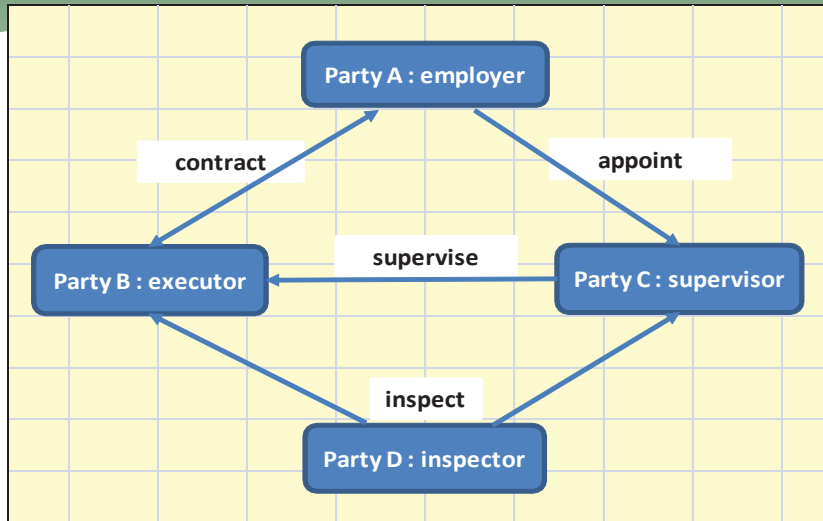 Party A : employer
contract
appoint
supervise
Party B : executor
Party C : supervisor
inspect
Party D : inspector